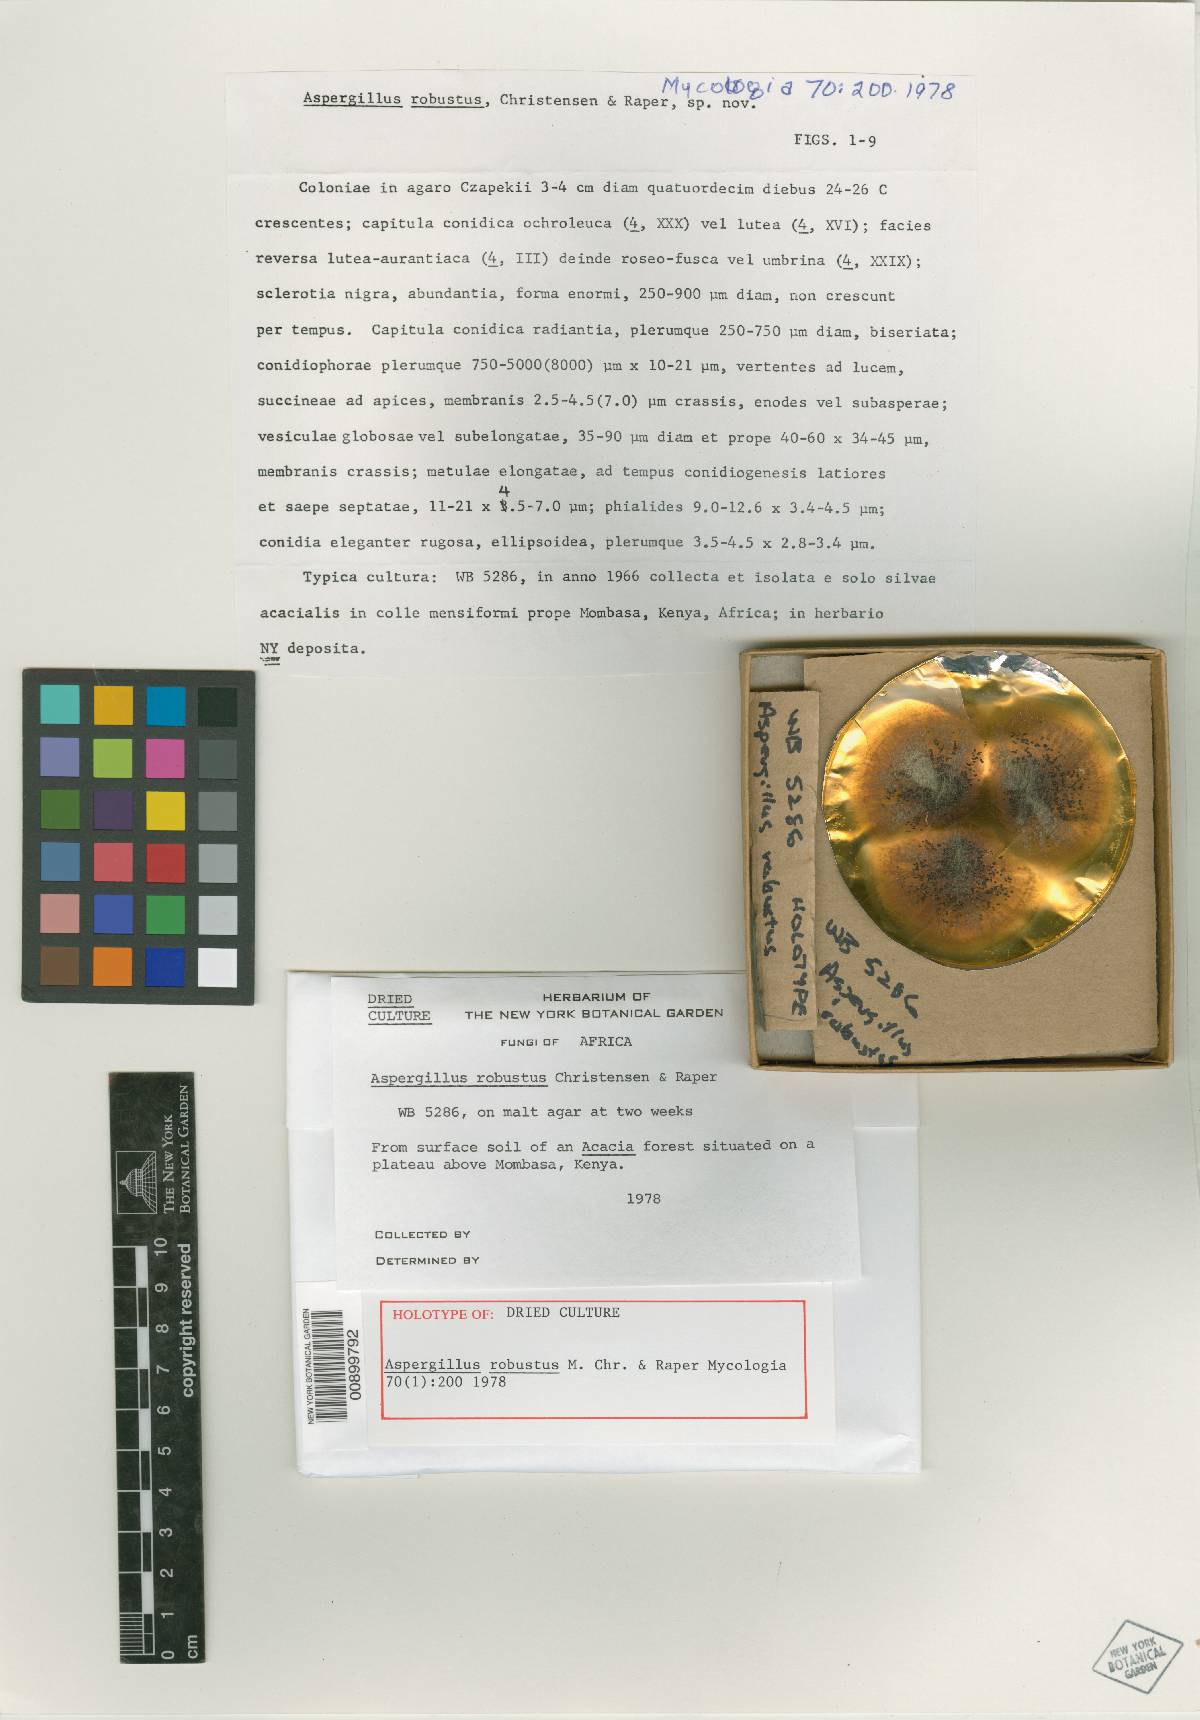 Mycologia 70: 200. 1978
Aspergillus robustus, Christensen & Raper, sp. nov.
FIGS. 1-9
Coloniae in agaro Czapekii 3-4 cm diam quatuordecim diebus 24-26 C
crescentes; capitula conidica ochroleuca (4, XXX) vel lutea (4, XVI); facies
reversa lutea-aurantiaca (4, III) deinde roseo-fusca vel umbrina (4, XXIX);
sclerotia nigra, abundantia, forma enormi, 250-900 µm diam, non crescunt
per tempus. Capitula conidica radiantia, plerumque 250-750 µm diam, biseriata;
conidiophorae plerumque 750-5000(8000) µm x 10-21 µm, vertentes ad lucem,
succineae ad apices, membranis 2.5-4.5(7.0) µm crassis, enodes vel subasperae;
vesiculae globosae vel subelongatae, 35-90 µm diam et prope 40-60 x 34-45 µm,
membranis crassis; metulae elongatae, ad tempus conidiogenesis latiores
et saepe septatae, 11-21 x 4.5-7.0 µm; phialides 9.0-12.6 x 3.4-4.5 µm;
conidia eleganter rugosa, ellipsoidea, plerumque 3.5-4.5 x 2.8-3.4 µm.
Typica cultura: WB 5286, in anno 1966 collecta et isolata e solo silvae
acacialis in colle mensiformi prope Mombasa, Kenya, Africa; in herbario
NY deposita.
WB 5286 HOLOTYPE
Aspergillus robustus
WB 5286
Aspergillus
robustus
DRIED
CULTURE
HERBARIUM OF
THE NEW YORK BOTANICAL GARDEN
FUNGI OF AFRICA
Aspergillus robustus Christensen & Raper
WB 5286, on malt agar at two weeks
From surface soil of an Acacia forest situated on a
plateau above Mombasa, Kenya.
1978
COLLECTED BY
DETERMINED BY
HOLOTYPE OF: DRIED CULTURE
Aspergillus robustus M. Chr. & Raper Mycologia
70(1):200 1978
NEW YORK BOTANICAL GARDEN
00899792
THE NEW YORK
BOTANICAL GARDEN
copyright reserved
10
9
8
7
6
5
4
3
2
1
0
cm
NEW YORK
BOTANICAL
GARDEN